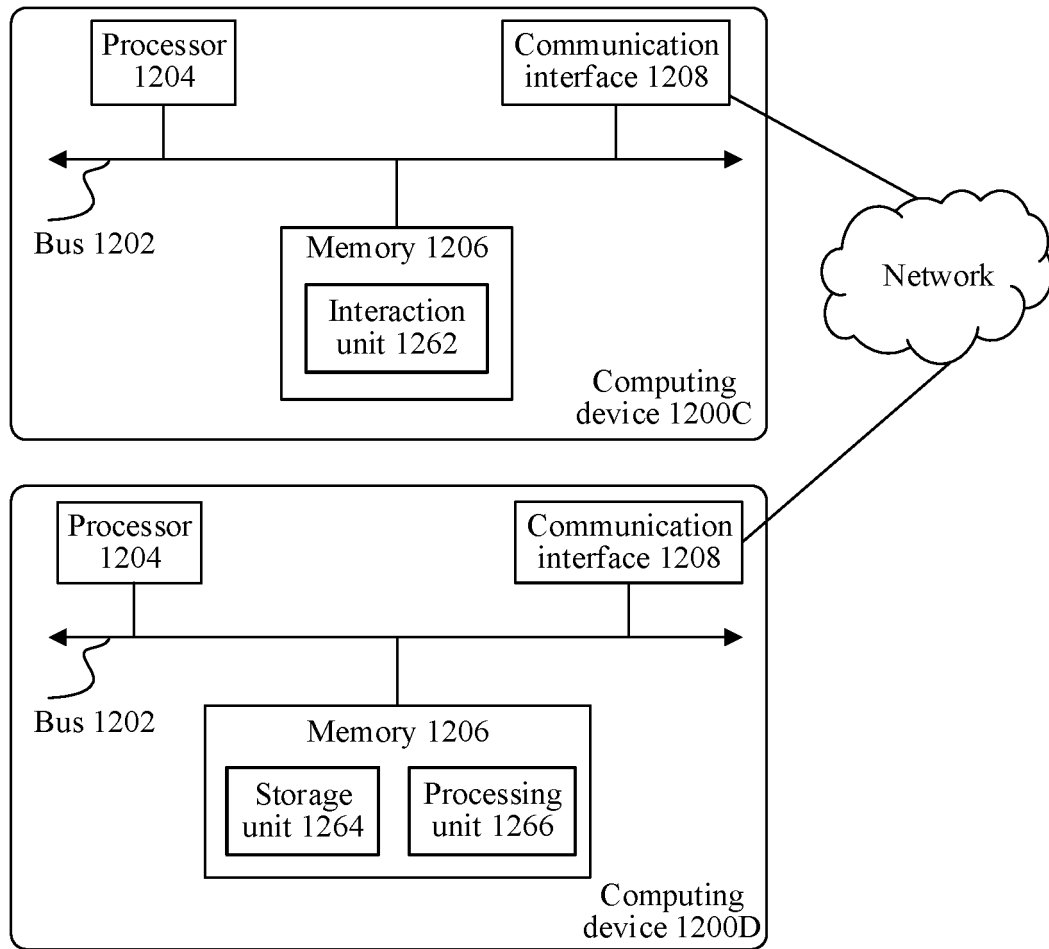 Processor
1204
Communication
interface 1208
Bus 1202
Memory 1206
Interaction
unit 1262
Computing
device 1200C
Network
Processor
1204
Communication
interface 1208
Bus 1202
Memory 1206
Storage
unit 1264
Processing
unit 1266
Computing
device 1200D